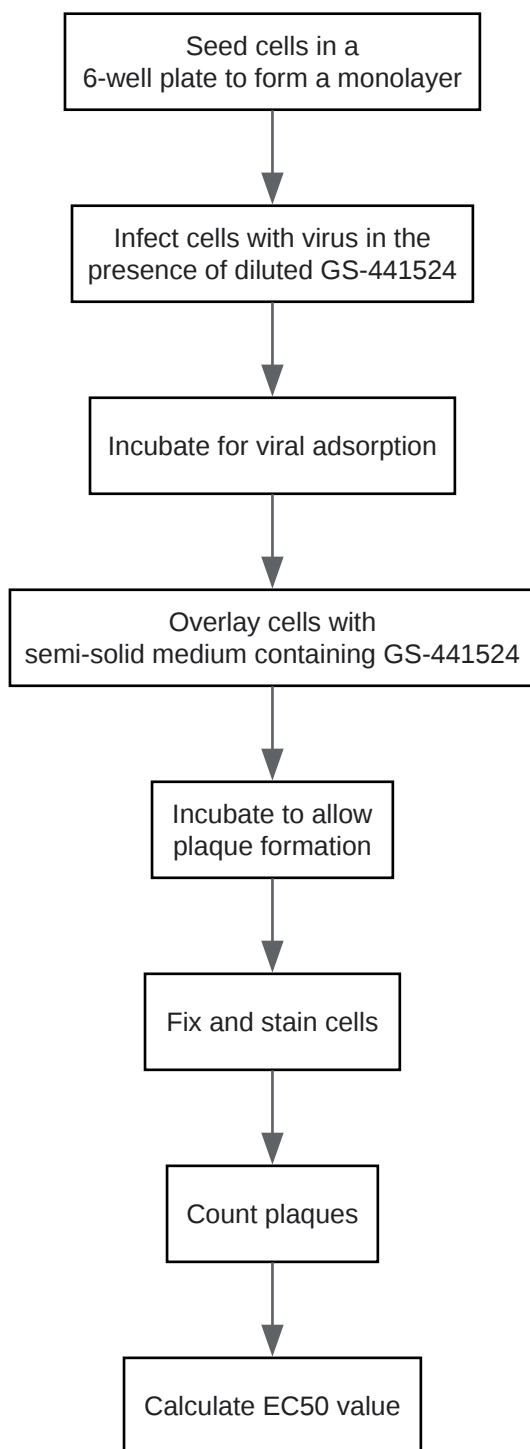 Seed cells in a
6-well plate to form a monolayer
Infect cells with virus in the
presence of diluted GS-441524
Incubate for viral adsorption
Overlay cells with
semi-solid medium containing GS-441524
Incubate to allow
plaque formation
Fix and stain cells
Count plaques
Calculate EC50 value